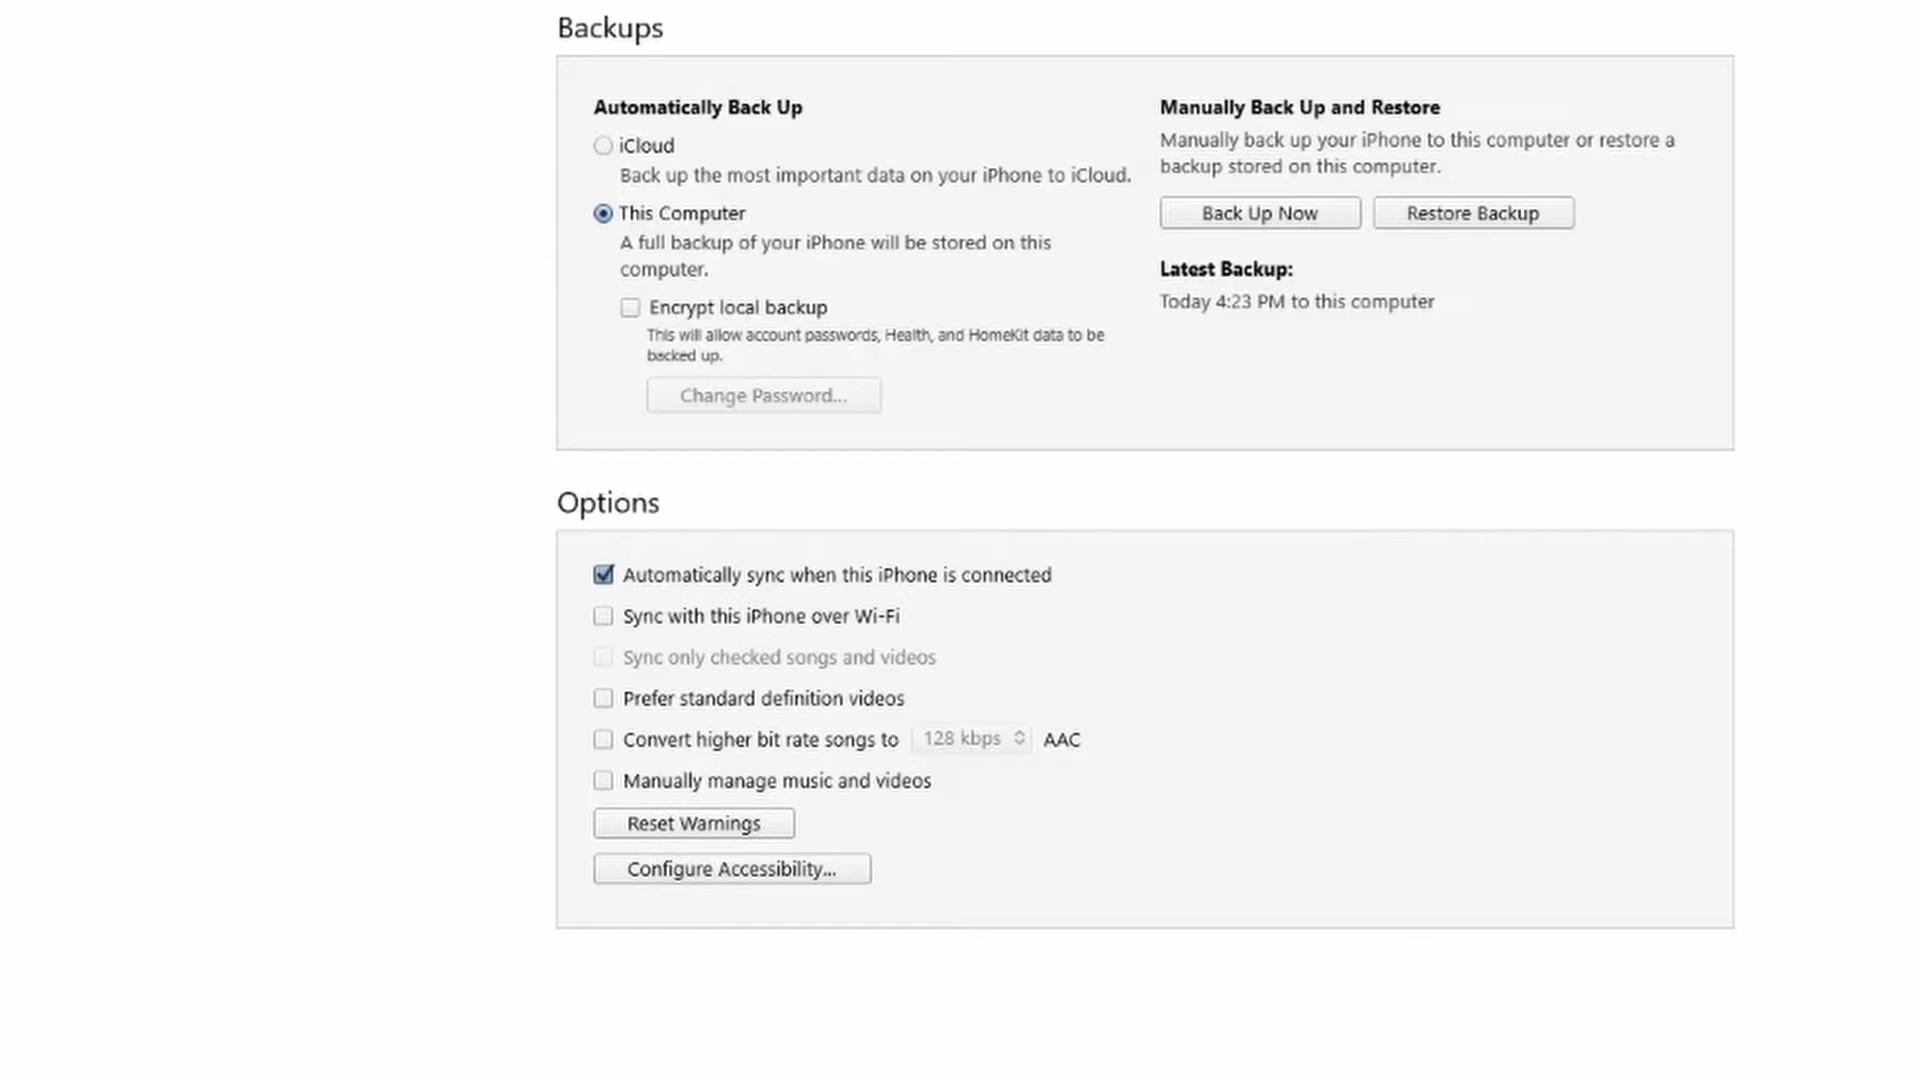 Backups
Automatically Back Up
iCloud
Back up the most important data on your iPhone to iCloud.
This Computer
A full backup of your iPhone will be stored on this
computer.
Encrypt local backup
This will allow account passwords, Health, and HomeKit data to be
backed up.
Change Password...
Manually Back Up and Restore
Manually back up your iPhone to this computer or restore a
backup stored on this computer.
Back Up Now
Restore Backup
Latest Backup:
Today 4:23 PM to this computer
Options
Automatically sync when this iPhone is connected
Sync with this iPhone over Wi-Fi
Sync only checked songs and videos
Prefer standard definition videos
Convert higher bit rate songs to 128 kbps AAC
Manually manage music and videos
Reset Warnings
Configure Accessibility...